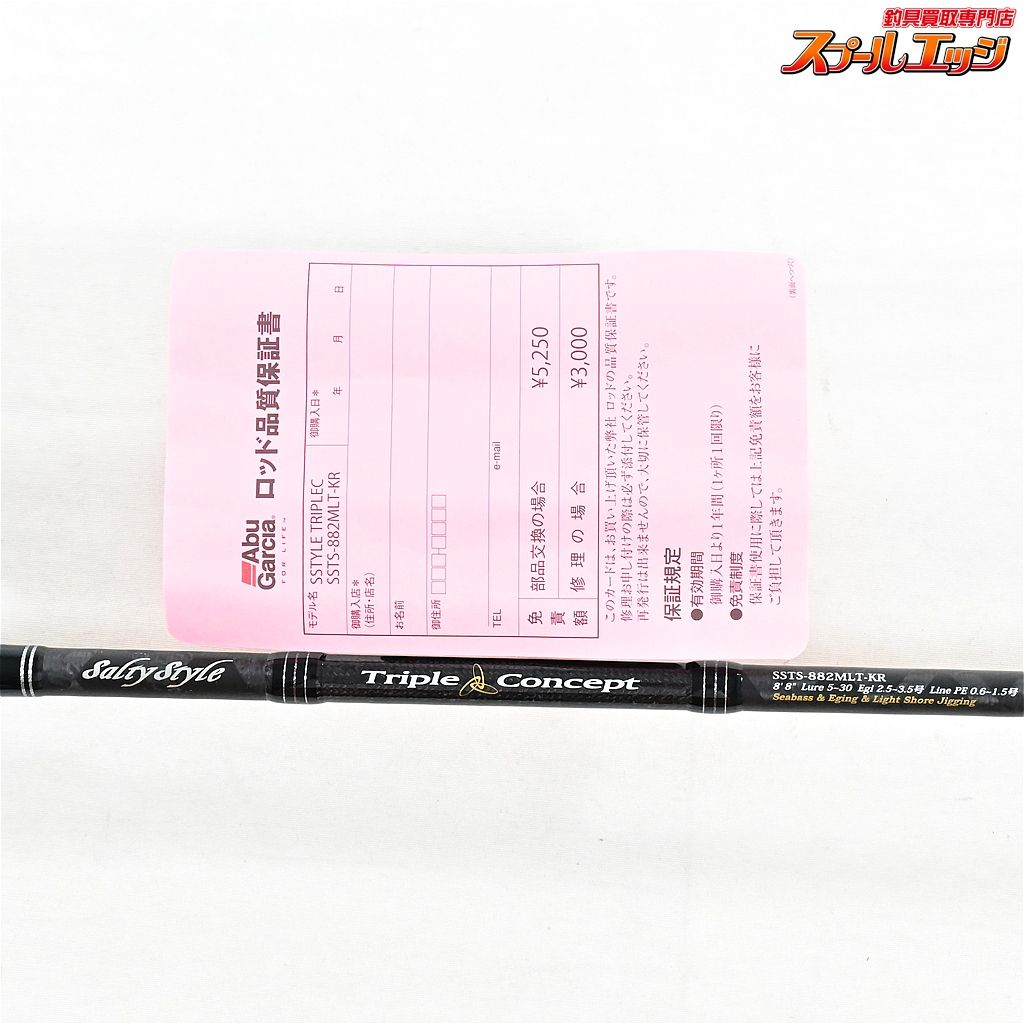 釣具買取専門店
スプールエッジ
Abu
Garcia®
FOR LIFE™
ロッド品質保証書
モデル名 SSTYLE TRIPLEC
SSTS-882MLT-KR
御購入日*
年 月 日
御購入店*
(住所・店名)
お名前
御住所
TEL
e-mail
免責額
部品交換の場合 ¥5,250
修理の場合 ¥3,000
このカードは、お買い上げ頂いた弊社 ロッドの品質保証書です。
修理お申し付けの際は必ず添付してください。
再発行は出来ませんので、大切に保管してください。
保証規定
●有効期間
御購入日より1年間(1ヶ所1回限り)
●免責制度
保証書使用に際しては上記免責額をお客様に
ご負担して頂きます。
(裏面へつづく)
SaltyStyle
Triple Concept
SSTS-882MLT-KR
8'8" Lure 5-30 Egi 2.5-3.5号 Line PE 0.6-1.5号
Seabass & Eging & Light Shore Jigging